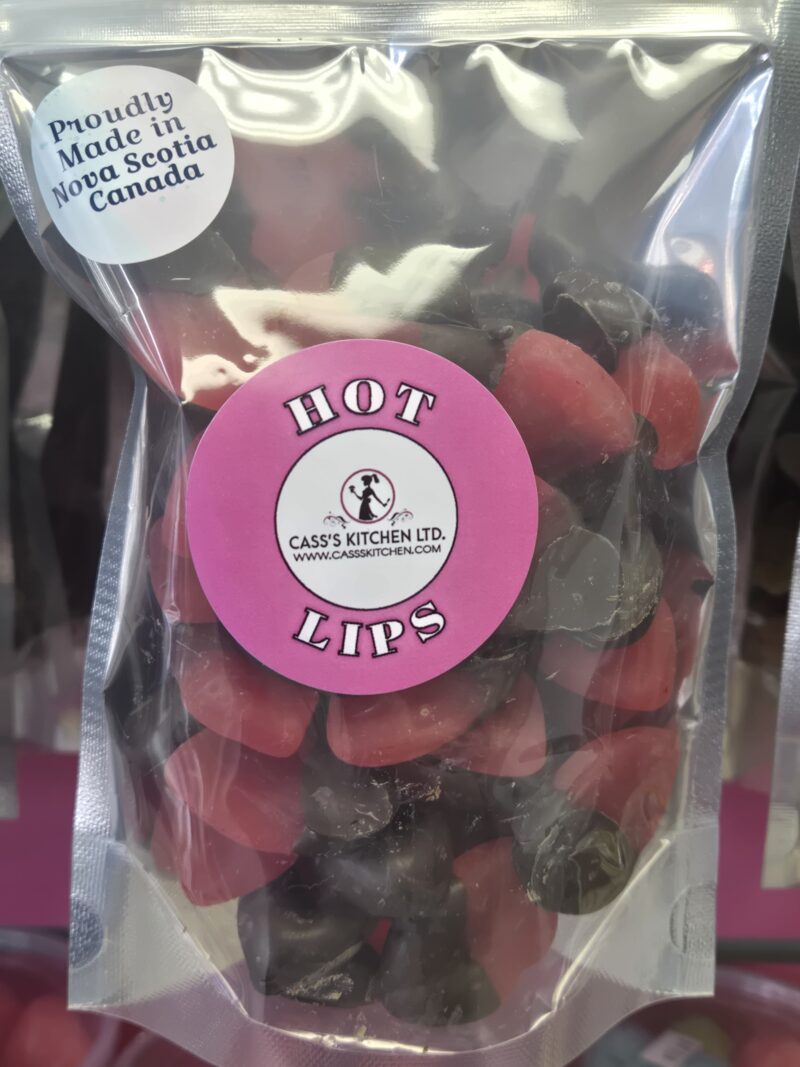 Proudly
Made in
Nova Scotia
Canada
HOT
CASS'S KITCHEN LTD.
WWW.CASSSKITCHEN.COM
LIPS